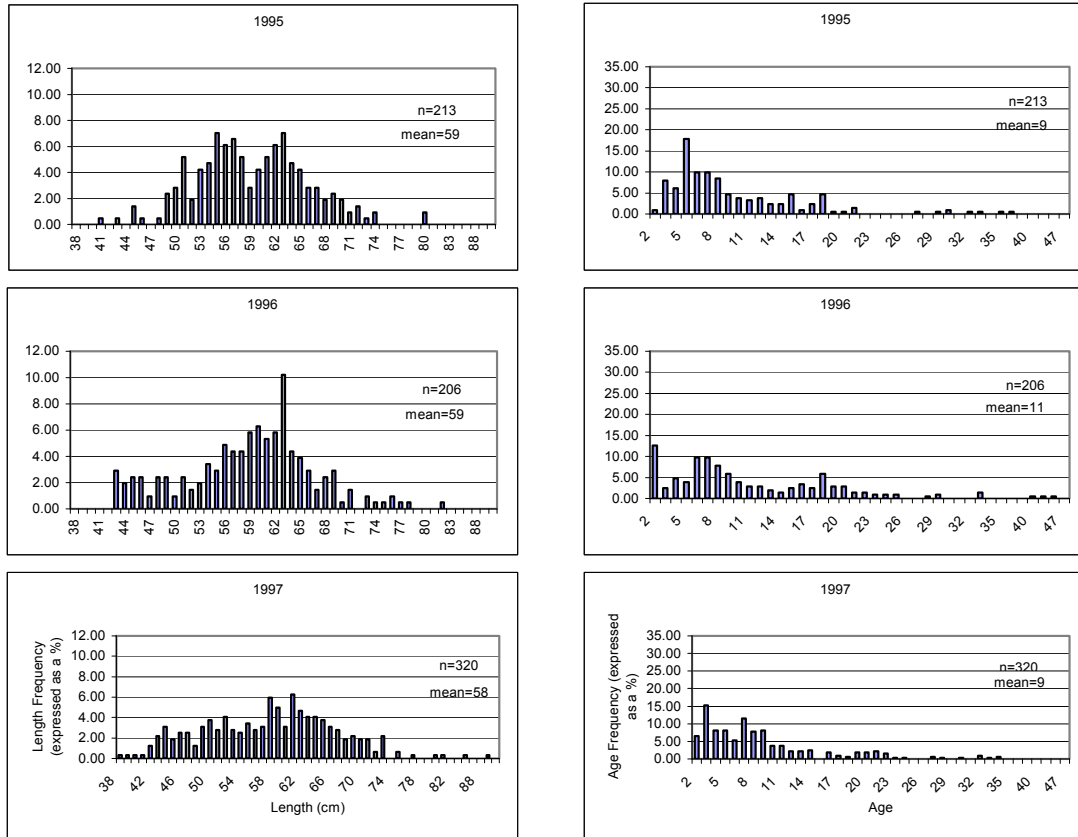 1995
12.00
10.00
8.00
6.00
4.00
2.00
0.00
n=213
mean=59
38 41 44 47 50 53 56 59 62 65 68 71 74 77 80 83 88
1995
35.00
30.00
25.00
20.00
15.00
10.00
5.00
0.00
n=213
mean=9
2 5 8 11 14 17 20 23 26 29 32 35 40 47
1996
12.00
10.00
8.00
6.00
4.00
2.00
0.00
n=206
mean=59
38 41 44 47 50 53 56 59 62 65 68 71 74 77 80 83 88
1996
35.00
30.00
25.00
20.00
15.00
10.00
5.00
0.00
n=206
mean=11
2 5 8 11 14 17 20 23 26 29 32 35 40 47
1997
Length Frequency
(expressed as a %)
12.00
10.00
8.00
6.00
4.00
2.00
0.00
n=320
mean=58
38 42 46 50 54 58 62 66 70 74 78 82 88
Length (cm)
1997
Age Frequency (expressed
as a %)
35.00
30.00
25.00
20.00
15.00
10.00
5.00
0.00
n=320
mean=9
2 5 8 11 14 17 20 23 26 29 32 35 40 47
Age